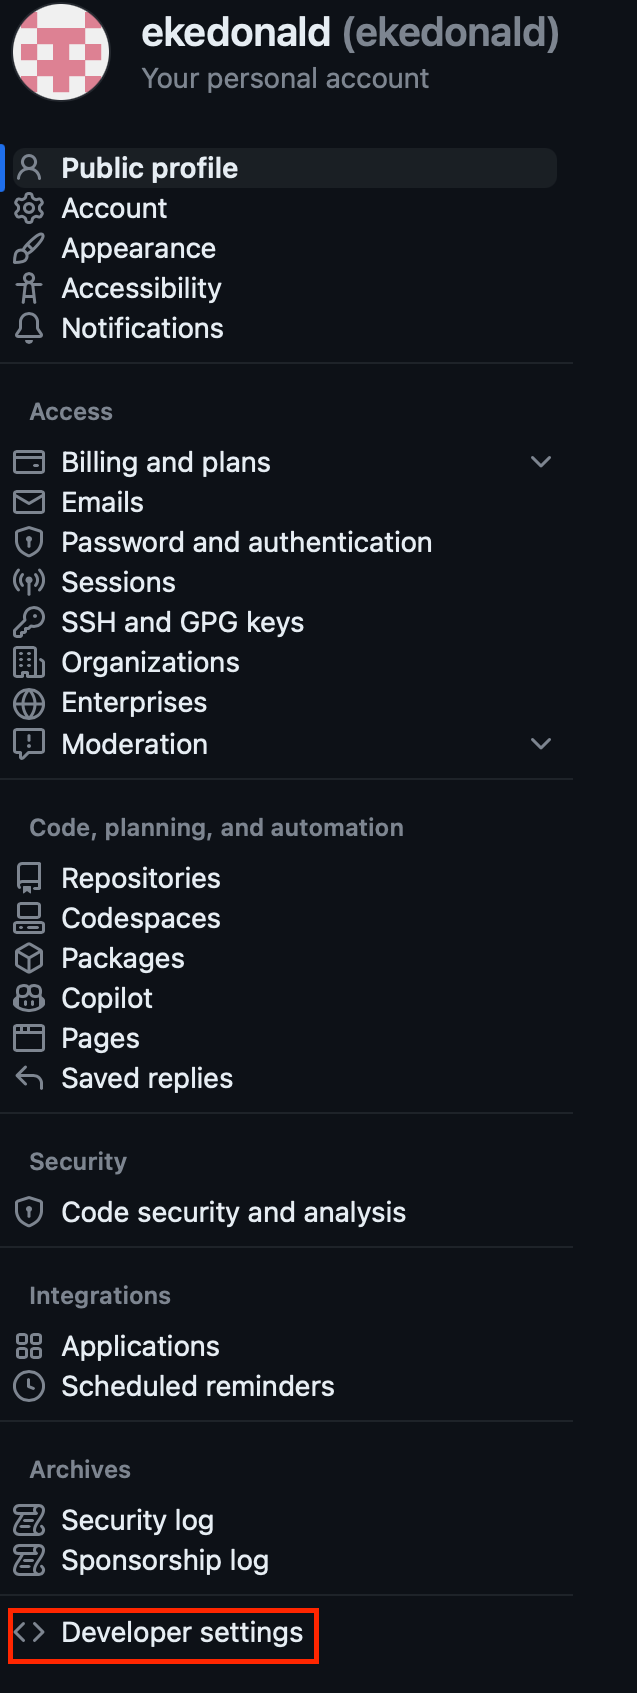 ekedonald (ekedonald)
Your personal account
Public profile
Account
Appearance
Accessibility
Notifications
Access
Billing and plans
Emails
Password and authentication
Sessions
SSH and GPG keys
Organizations
Enterprises
Moderation
Code, planning, and automation
Repositories
Codespaces
Packages
Copilot
Pages
Saved replies
Security
Code security and analysis
Integrations
Applications
Scheduled reminders
Archives
Security log
Sponsorship log
Developer settings